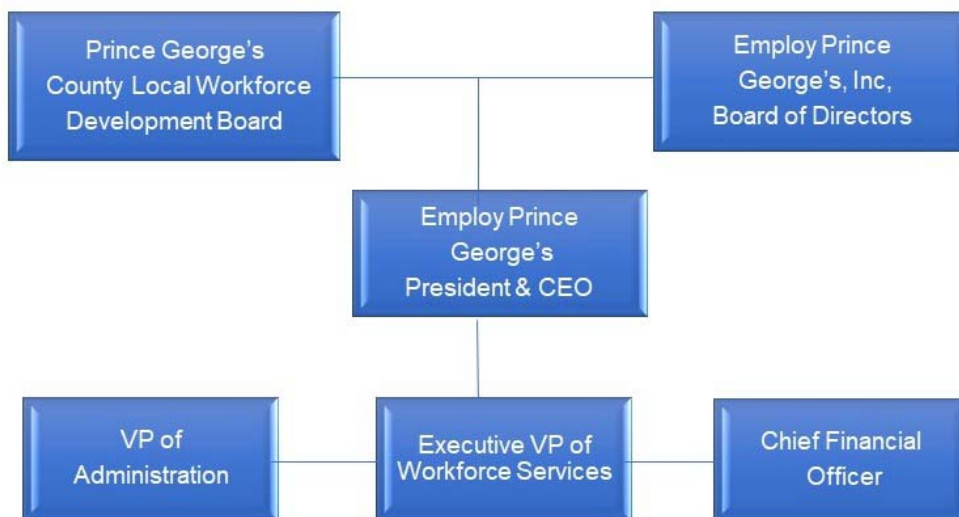 Prince George’s
County Local Workforce
Development Board
Employ Prince
George’s, Inc,
Board of Directors
Employ Prince
George’s
President & CEO
VP of
Administration
Executive VP of
Workforce Services
Chief Financial
Officer